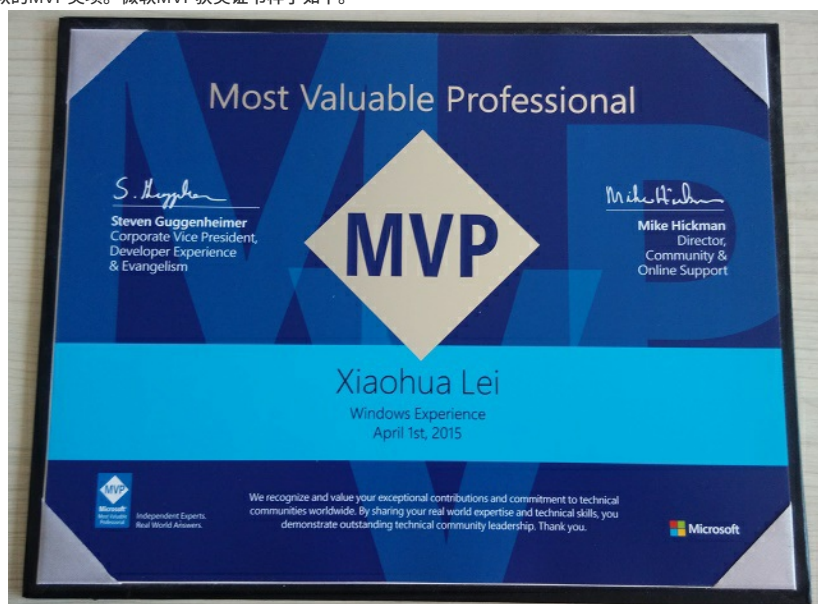 Most Valuable Professional
MVP
Steven Guggenheimer
Corporate Vice President,
Developer Experience
& Evangelism
Mike Hickman
Director,
Community &
Online Support
Xiaohua Lei
Windows Experience
April 1st, 2015
MVP
Microsoft
Most Valuable
Professional
Independent Experts.
Real World Answers.
We recognize and value your exceptional contributions and commitment to technical
communities worldwide. By sharing your real world expertise and technical skills, you
demonstrate outstanding technical community leadership. Thank you.
Microsoft